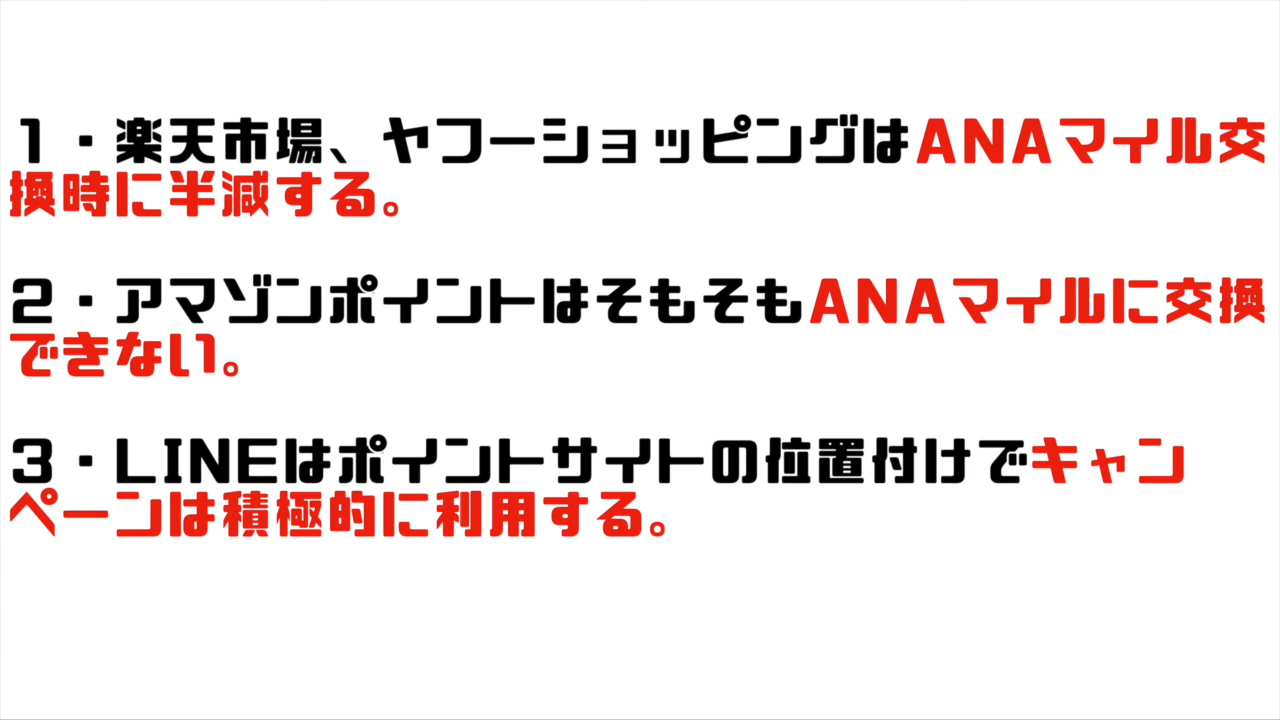 １・楽天市場、ヤフーショッピングはANAマイル交
換時に半減する。
２・アマゾンポイントはそもそもANAマイルに交換
できない。
３・LINEはポイントサイトの位置付けでキャン
ペーンは積極的に利用する。